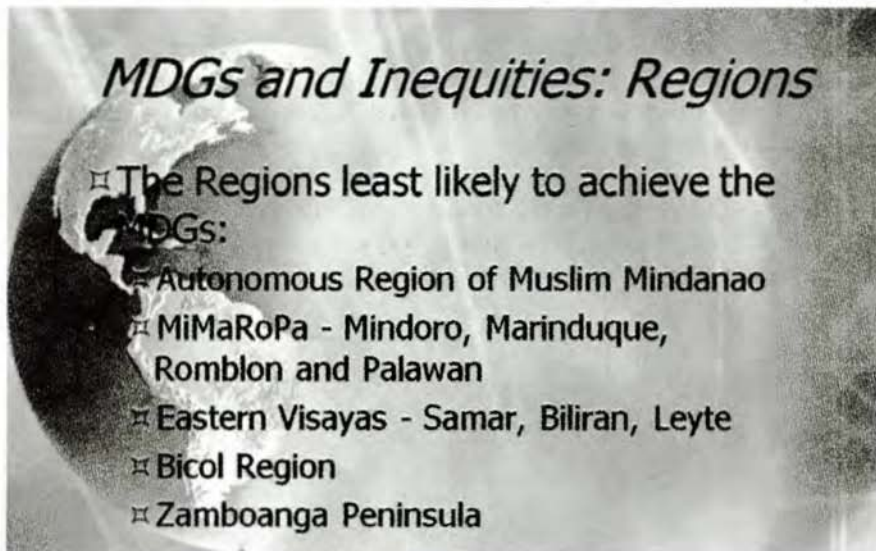 MDGs and Inequities: Regions
¤ The Regions least likely to achieve the
MDGs:
¤ Autonomous Region of Muslim Mindanao
¤ MiMaRoPa - Mindoro, Marinduque,
Romblon and Palawan
¤ Eastern Visayas - Samar, Biliran, Leyte
¤ Bicol Region
¤ Zamboanga Peninsula